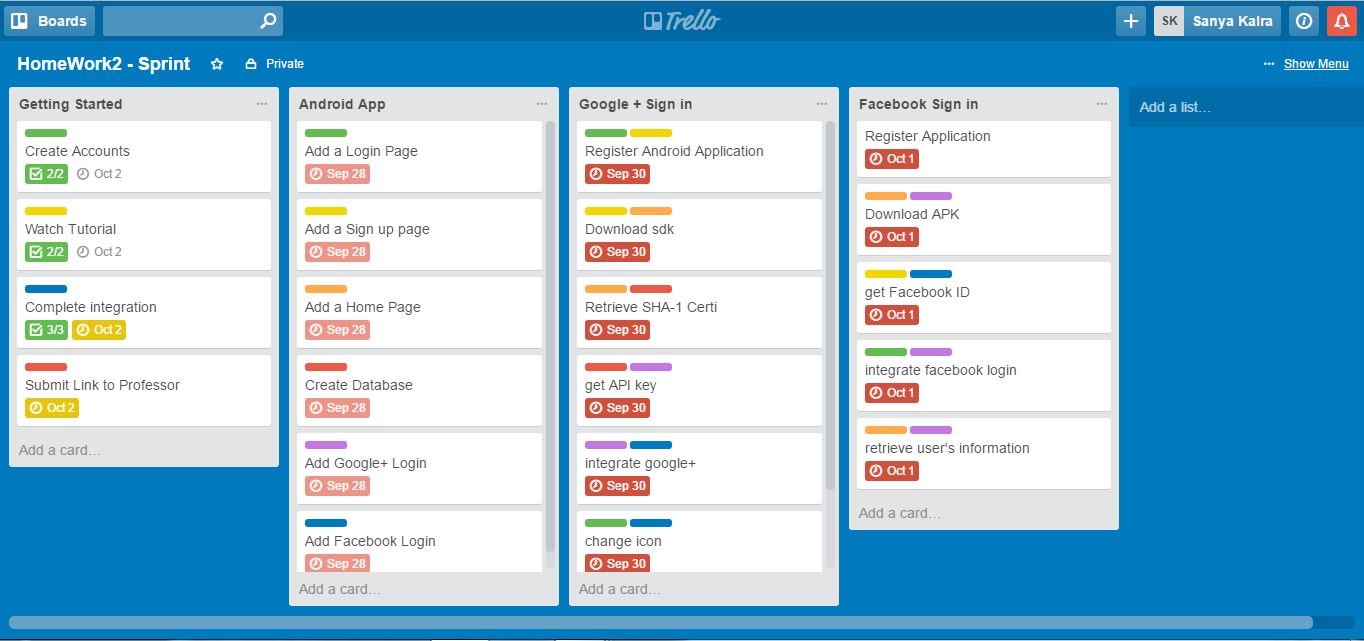 Boards
Trello
SK Sanya Kalra
HomeWork2 - Sprint Private
... Show Menu
Getting Started ...
Create Accounts
2/2 Oct 2
Watch Tutorial
2/2 Oct 2
Complete integration
3/3 Oct 2
Submit Link to Professor
Oct 2
Add a card...
Android App ...
Add a Login Page
Sep 28
Add a Sign up page
Sep 28
Add a Home Page
Sep 28
Create Database
Sep 28
Add Google+ Login
Sep 28
Add Facebook Login
Sep 28
Add a card...
Google + Sign in ...
Register Android Application
Sep 30
Download sdk
Sep 30
Retrieve SHA-1 Certi
Sep 30
get API key
Sep 30
integrate google+
Sep 30
change icon
Sep 30
Add a card...
Facebook Sign in ...
Register Application
Oct 1
Download APK
Oct 1
get Facebook ID
Oct 1
integrate facebook login
Oct 1
retrieve user's information
Oct 1
Add a card...
Add a list...